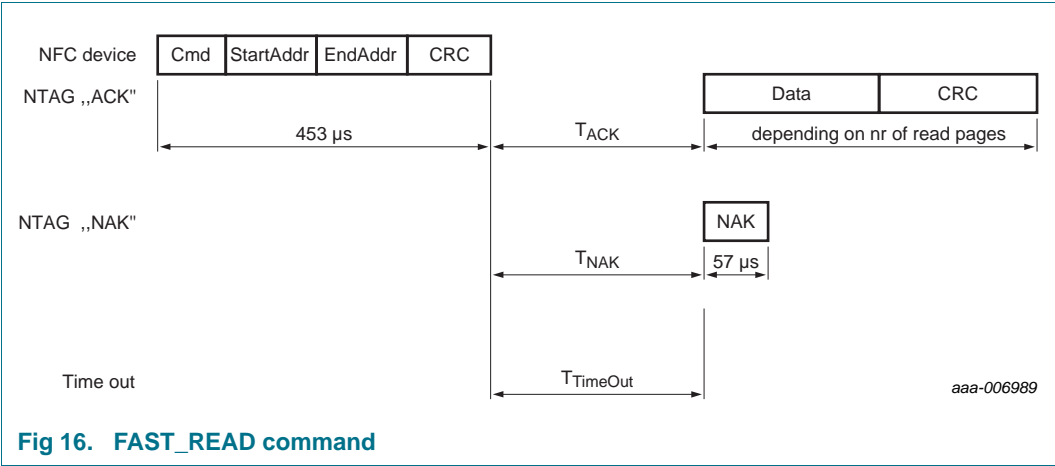 NFC device Cmd StartAddr EndAddr CRC
NTAG ,,ACK" Data CRC
453 µs TACK depending on nr of read pages
NTAG ,,NAK" NAK
TNAK 57 µs
Time out TTimeOut aaa-006989
Fig 16. FAST_READ command